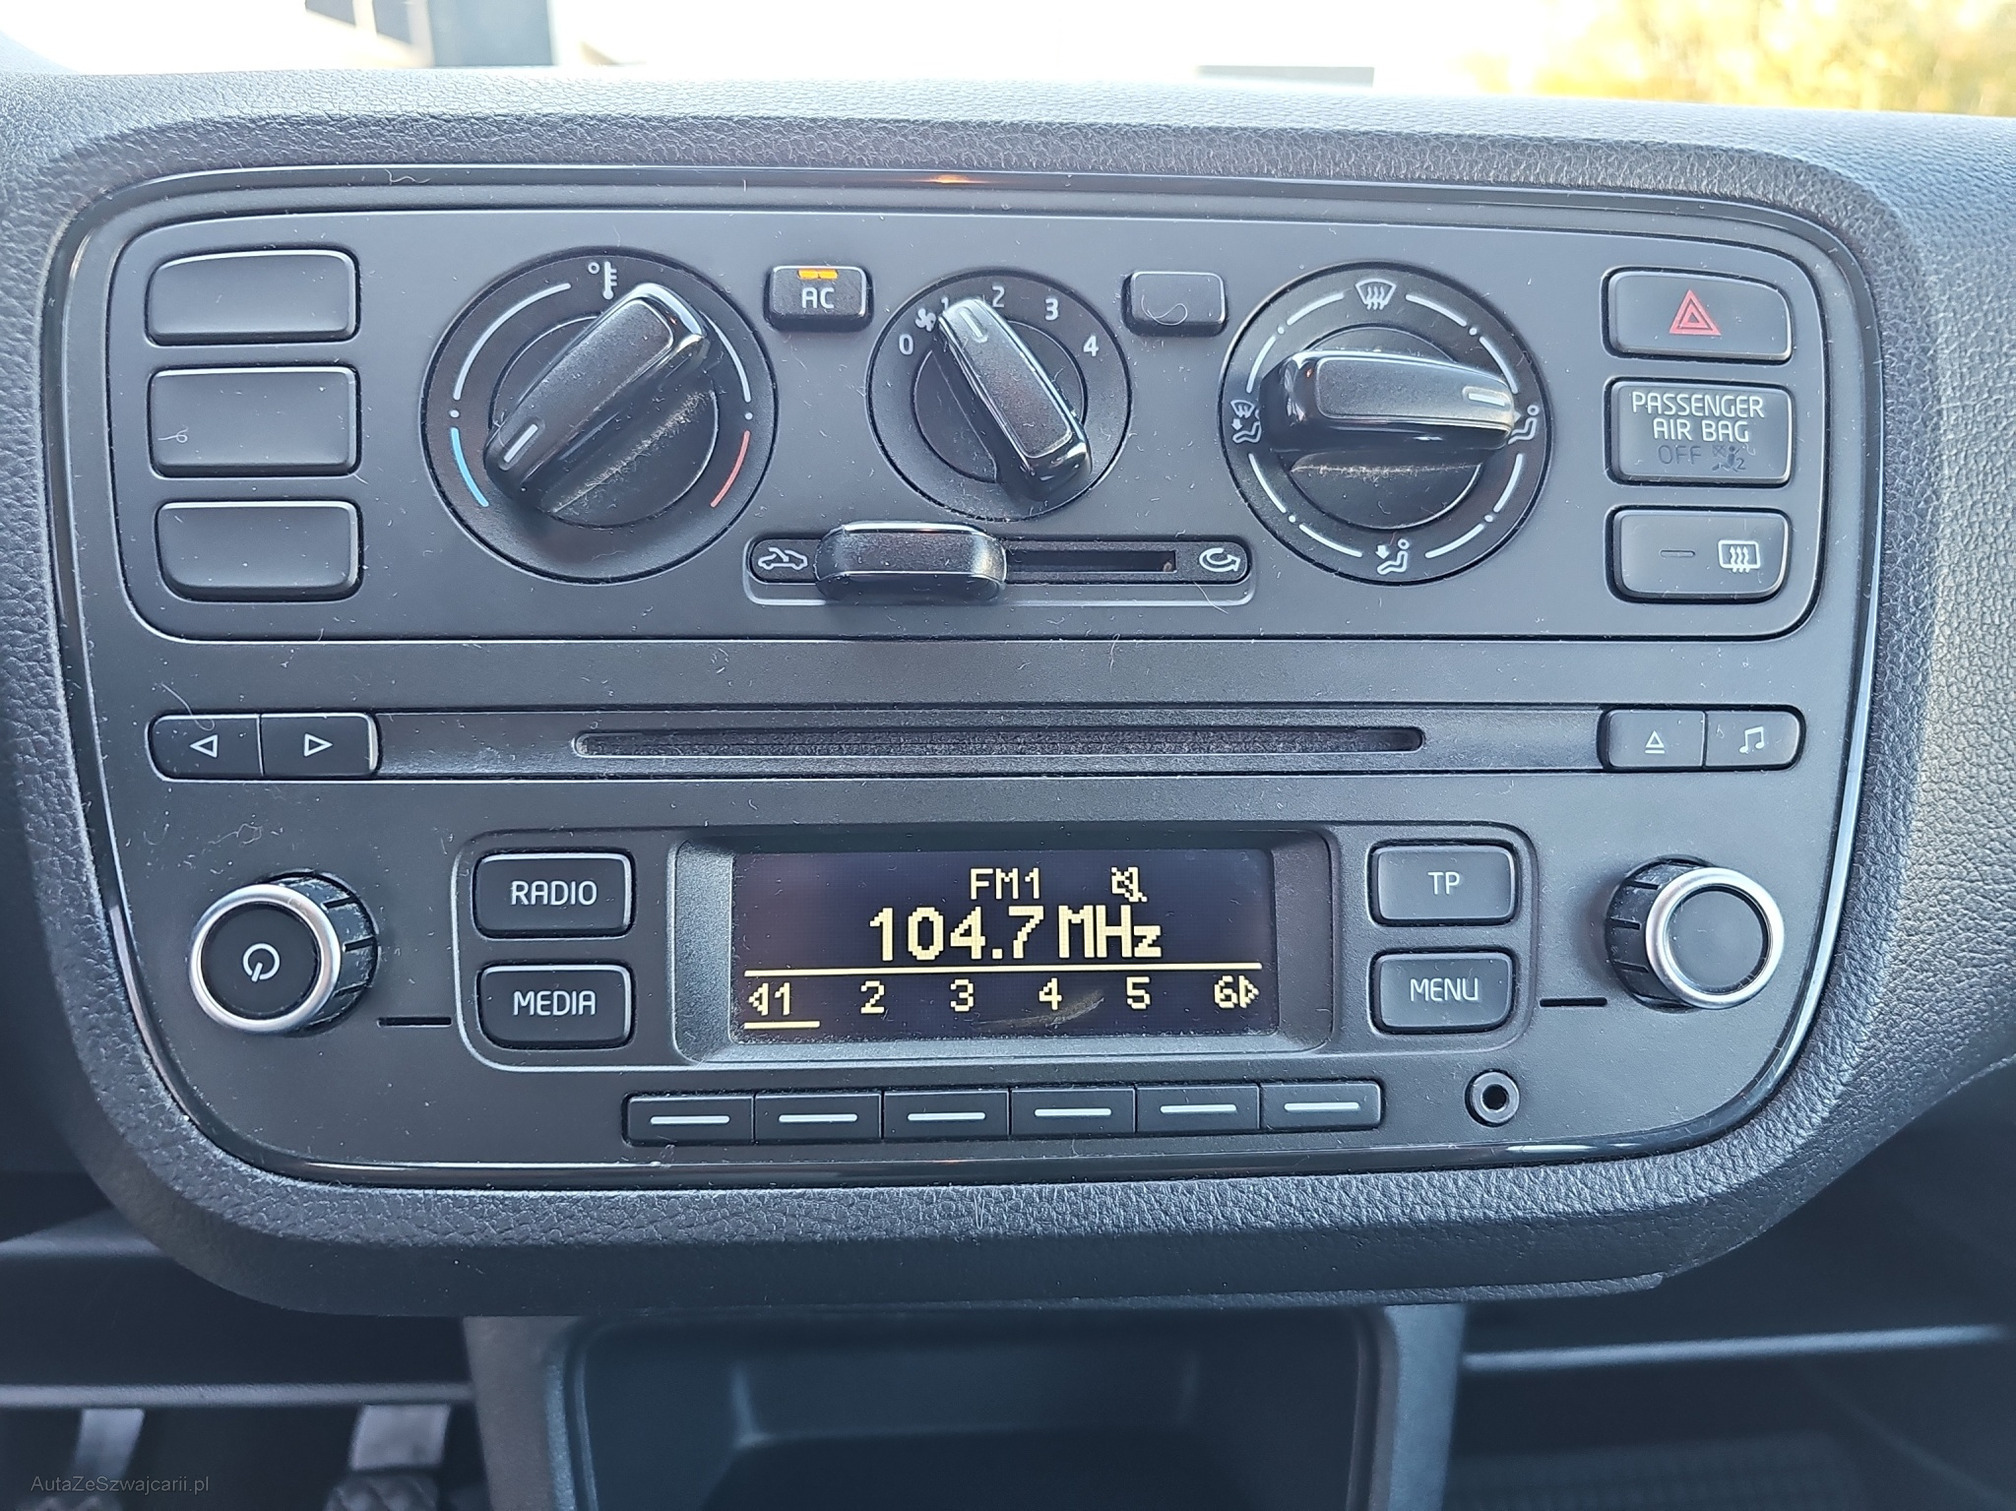 AC
0 1 2 3 4
PASSENGER
AIR BAG
OFF 2
RADIO
MEDIA
FM1
104.7 MHz
1 2 3 4 5 6
TP
MENU
AutaZeSzwajcarii.pl